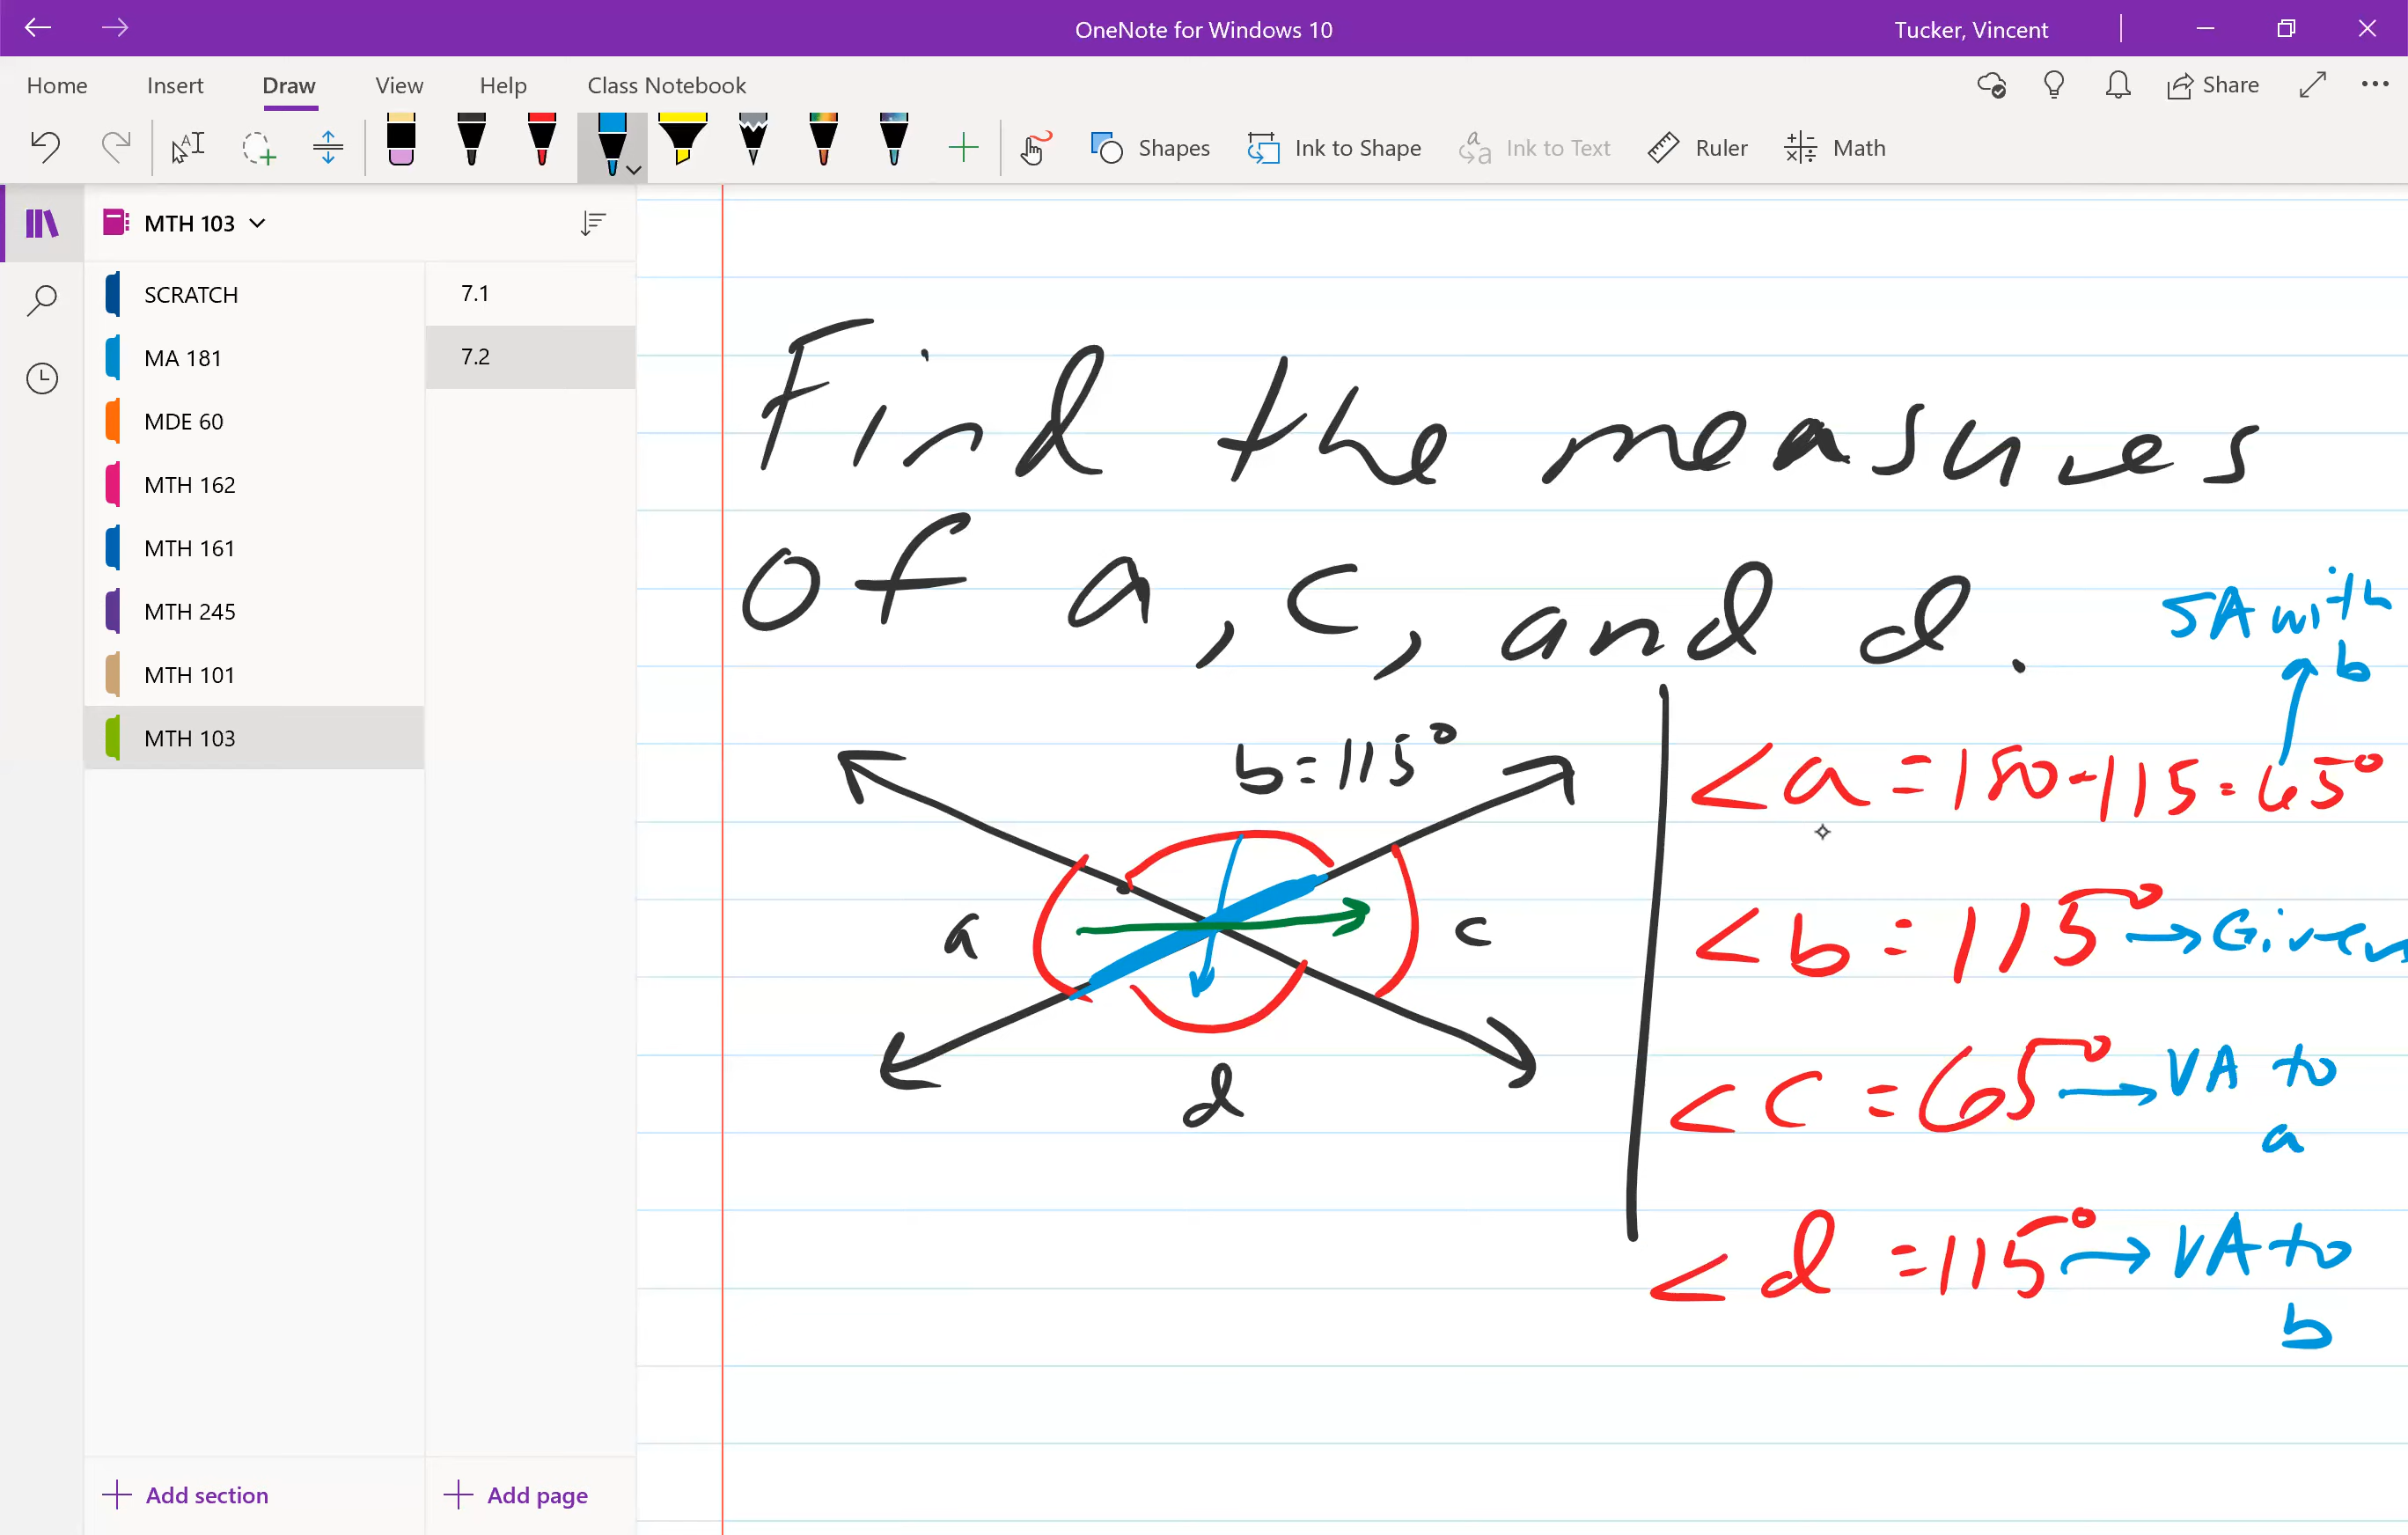 OneNote for Windows 10
Tucker, Vincent
Home Insert Draw View Help Class Notebook
Share
Shapes Ink to Shape Ink to Text Ruler Math
MTH 103
SCRATCH
MA 181
MDE 60
MTH 162
MTH 161
MTH 245
MTH 101
MTH 103
Add section
7.1
7.2
Add page
Find the measures
of a, c, and d.
b=115°
a
c
d
SA with
b
<a=180-115=65°
<b=115°→Given
<c=65°→VA to
a
<d=115°→VA to
b